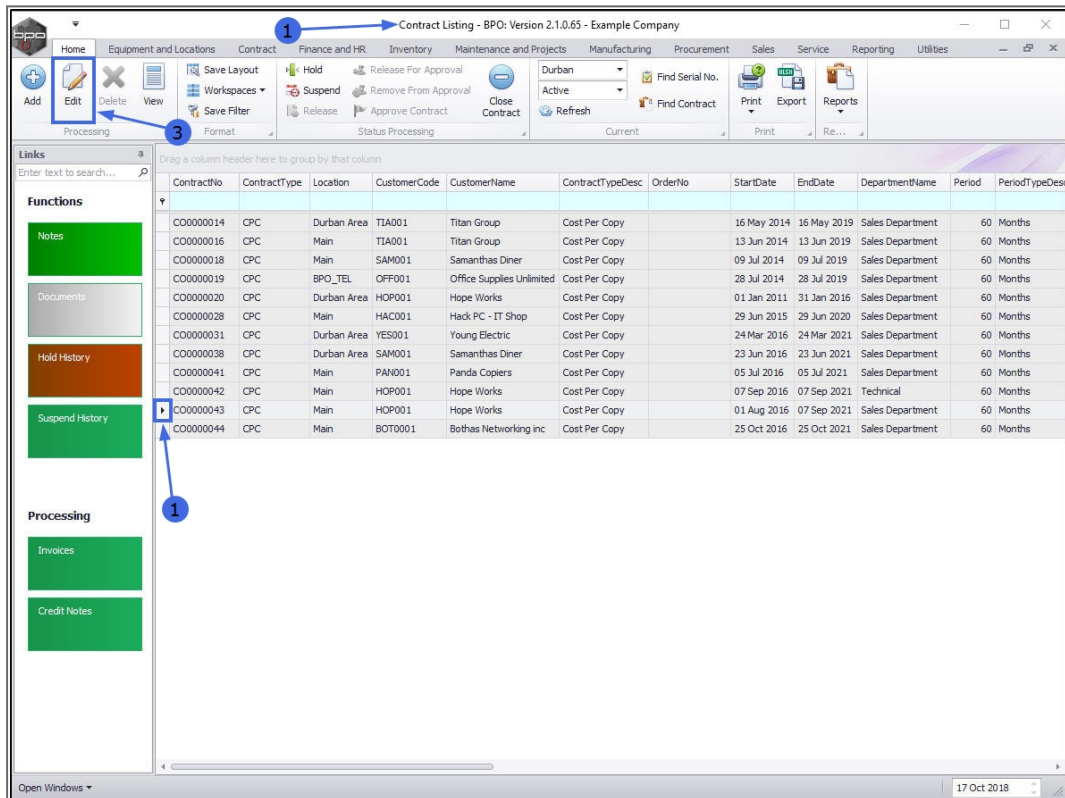 bpo
Contract Listing - BPO: Version 2.1.0.65 - Example Company
1
Home Equipment and Locations Contract Finance and HR Inventory Maintenance and Projects Manufacturing Procurement Sales Service Reporting Utilities
Add Edit Delete View
Processing
3
Save Layout
Workspaces
Save Filter
Format
Hold Release For Approval
Suspend Remove From Approval
Release Approve Contract
Close Contract
Status Processing
Durban
Active
Refresh
Find Serial No.
Find Contract
Current
Print Export
Print
Reports
Re...
Links
Enter text to search...
Functions
Notes
Documents
Hold History
Suspend History
Processing
Invoices
Credit Notes
Drag a column header here to group by that column
ContractNo ContractType Location CustomerCode CustomerName ContractTypeDesc OrderNo StartDate EndDate DepartmentName Period PeriodTypeDesc
CO0000014 CPC Durban Area TIA001 Titan Group Cost Per Copy 16 May 2014 16 May 2019 Sales Department 60 Months
CO0000016 CPC Main TIA001 Titan Group Cost Per Copy 13 Jun 2014 13 Jun 2019 Sales Department 60 Months
CO0000018 CPC Main SAM001 Samanthas Diner Cost Per Copy 09 Jul 2014 09 Jul 2019 Sales Department 60 Months
CO0000019 CPC BPO_TEL OFF001 Office Supplies Unlimited Cost Per Copy 28 Jul 2014 28 Jul 2019 Sales Department 60 Months
CO0000020 CPC Durban Area HOP001 Hope Works Cost Per Copy 01 Jan 2011 31 Jan 2016 Sales Department 60 Months
CO0000028 CPC Main HAC001 Hack PC - IT Shop Cost Per Copy 29 Jun 2015 29 Jun 2020 Sales Department 60 Months
CO0000031 CPC Durban Area YES001 Young Electric Cost Per Copy 24 Mar 2016 24 Mar 2021 Sales Department 60 Months
CO0000038 CPC Durban Area SAM001 Samanthas Diner Cost Per Copy 23 Jun 2016 23 Jun 2021 Sales Department 60 Months
CO0000041 CPC Main PAN001 Panda Copiers Cost Per Copy 05 Jul 2016 05 Jul 2021 Sales Department 60 Months
CO0000042 CPC Main HOP001 Hope Works Cost Per Copy 07 Sep 2016 07 Sep 2021 Technical 60 Months
CO0000043 CPC Main HOP001 Hope Works Cost Per Copy 01 Aug 2016 07 Sep 2021 Sales Department 60 Months
CO0000044 CPC Main BOT0001 Bothas Networking inc Cost Per Copy 25 Oct 2016 25 Oct 2021 Sales Department 60 Months
1
Open Windows
17 Oct 2018